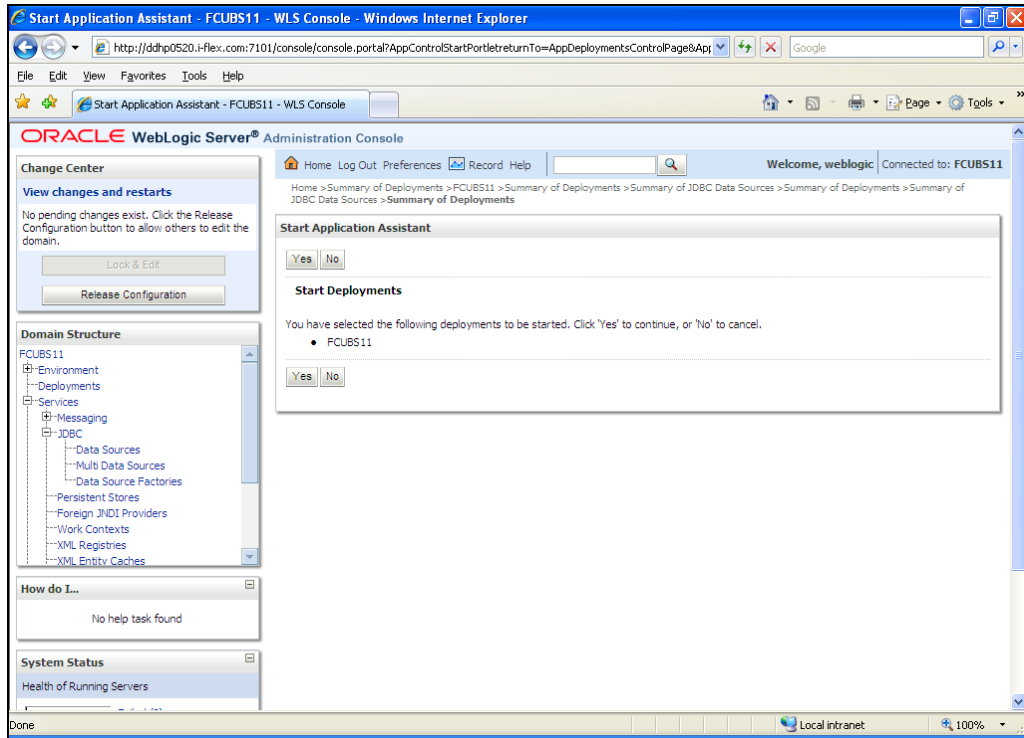 Start Application Assistant - FCUBS11 - WLS Console - Windows Internet Explorer
http://ddhp0520.i-flex.com:7101/console/console.portal?AppControlStartPortletreturnTo=AppDeploymentsControlPage&App
Google
File Edit View Favorites Tools Help
Start Application Assistant - FCUBS11 - WLS Console
Page Tools
ORACLE WebLogic Server® Administration Console
Change Center
View changes and restarts
No pending changes exist. Click the Release
Configuration button to allow others to edit the
domain.
Lock & Edit
Release Configuration
Domain Structure
FCUBS11
Environment
Deployments
Services
Messaging
JDBC
Data Sources
Multi Data Sources
Data Source Factories
Persistent Stores
Foreign JNDI Providers
Work Contexts
XML Registries
XML Entity Caches
How do I...
No help task found
System Status
Health of Running Servers
Home Log Out Preferences Record Help
Welcome, weblogic Connected to: FCUBS11
Home >Summary of Deployments >FCUBS11 >Summary of Deployments >Summary of JDBC Data Sources >Summary of Deployments >Summary of
JDBC Data Sources >Summary of Deployments
Start Application Assistant
Yes No
Start Deployments
You have selected the following deployments to be started. Click 'Yes' to continue, or 'No' to cancel.
• FCUBS11
Yes No
Done
Local intranet
100%